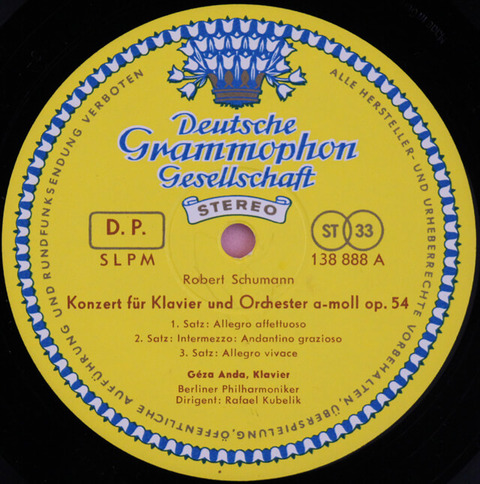 Deutsche
Grammophon
Gesellschaft
STEREO
D. P.
SLPM
ST 33
138 888 A
Robert Schumann
Konzert für Klavier und Orchester a-moll op. 54
1. Satz: Allegro affettuoso
2. Satz: Intermezzo: Andantino grazioso
3. Satz: Allegro vivace
Géza Anda, Klavier
Berliner Philharmoniker
Dirigent: Rafael Kubelik
ALLE HERSTELLER- UND URHEBERRECHTE VORBEHALTEN, ÜBERSPIELUNG, ÖFFENTLICHE AUFFÜHRUNG UND RUNDFUNKSENDUNG VERBOTEN